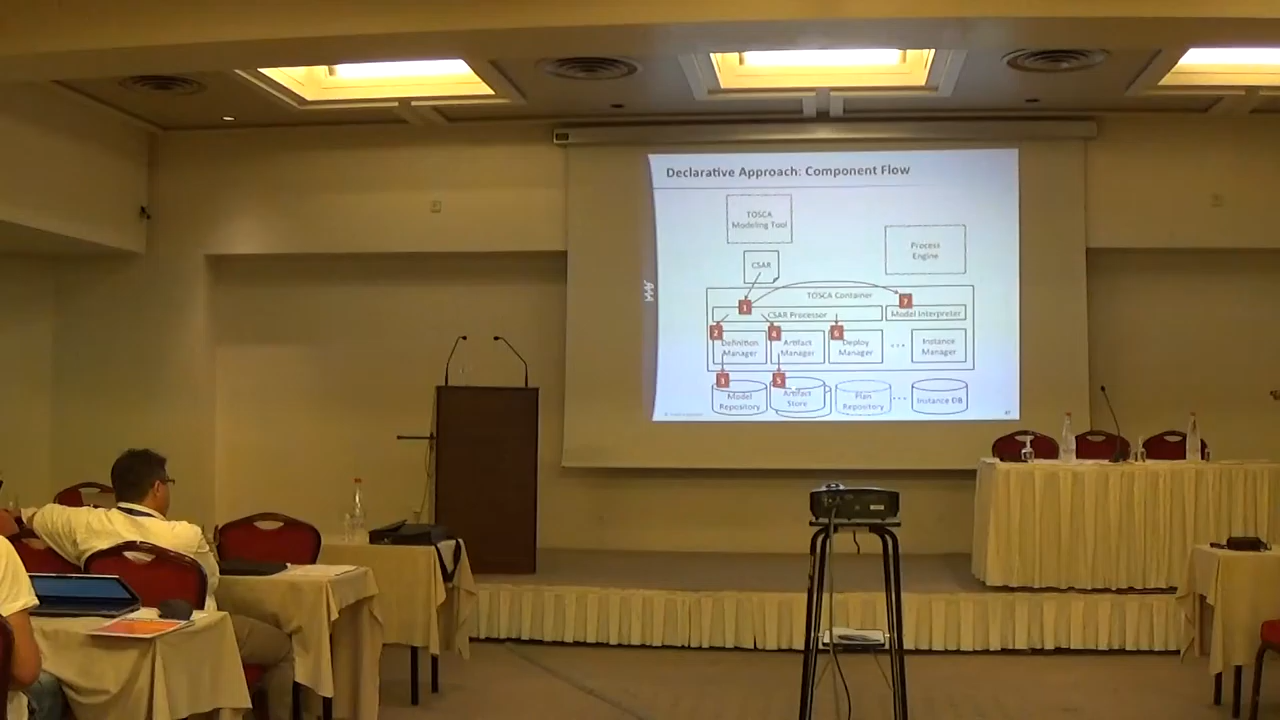 Declarative Approach: Component Flow
TOSCA
Modeling Tool
Process
Engine
CSAR
TOSCA Container
1
7
CSAR Processor
Model Interpreter
2
4
6
Definition
Manager
Artifact
Manager
Deploy
Manager
...
Instance
Manager
3
5
Model
Repository
Artifact
Store
Plan
Repository
...
Instance DB